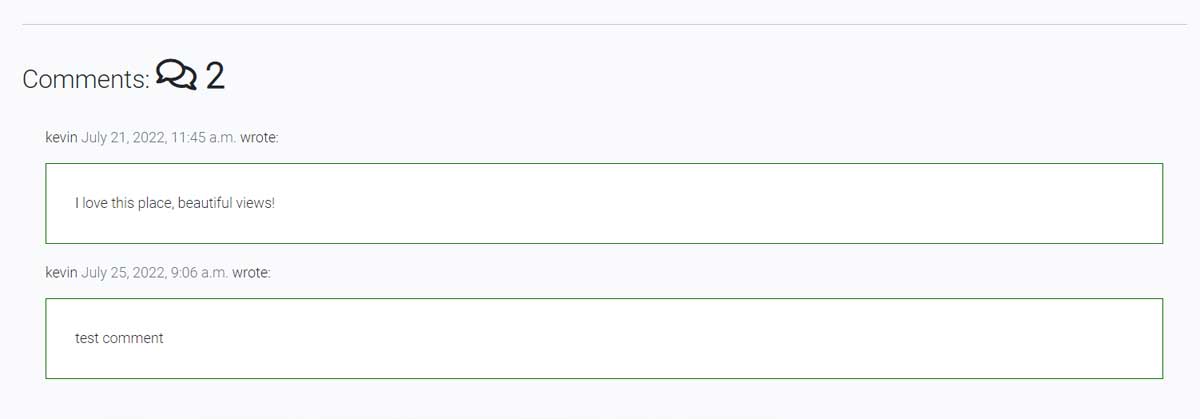 Comments: 2
kevin July 21, 2022, 11:45 a.m. wrote:
I love this place, beautiful views!
kevin July 25, 2022, 9:06 a.m. wrote:
test comment